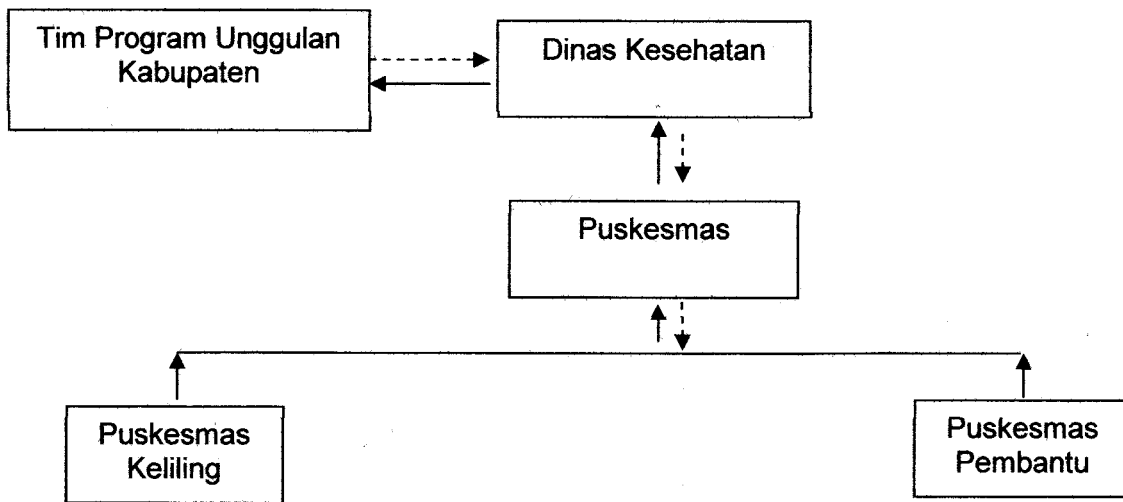 Tim Program Unggulan
Kabupaten
Dinas Kesehatan
Puskesmas
Puskesmas
Keliling
Puskesmas
Pembantu